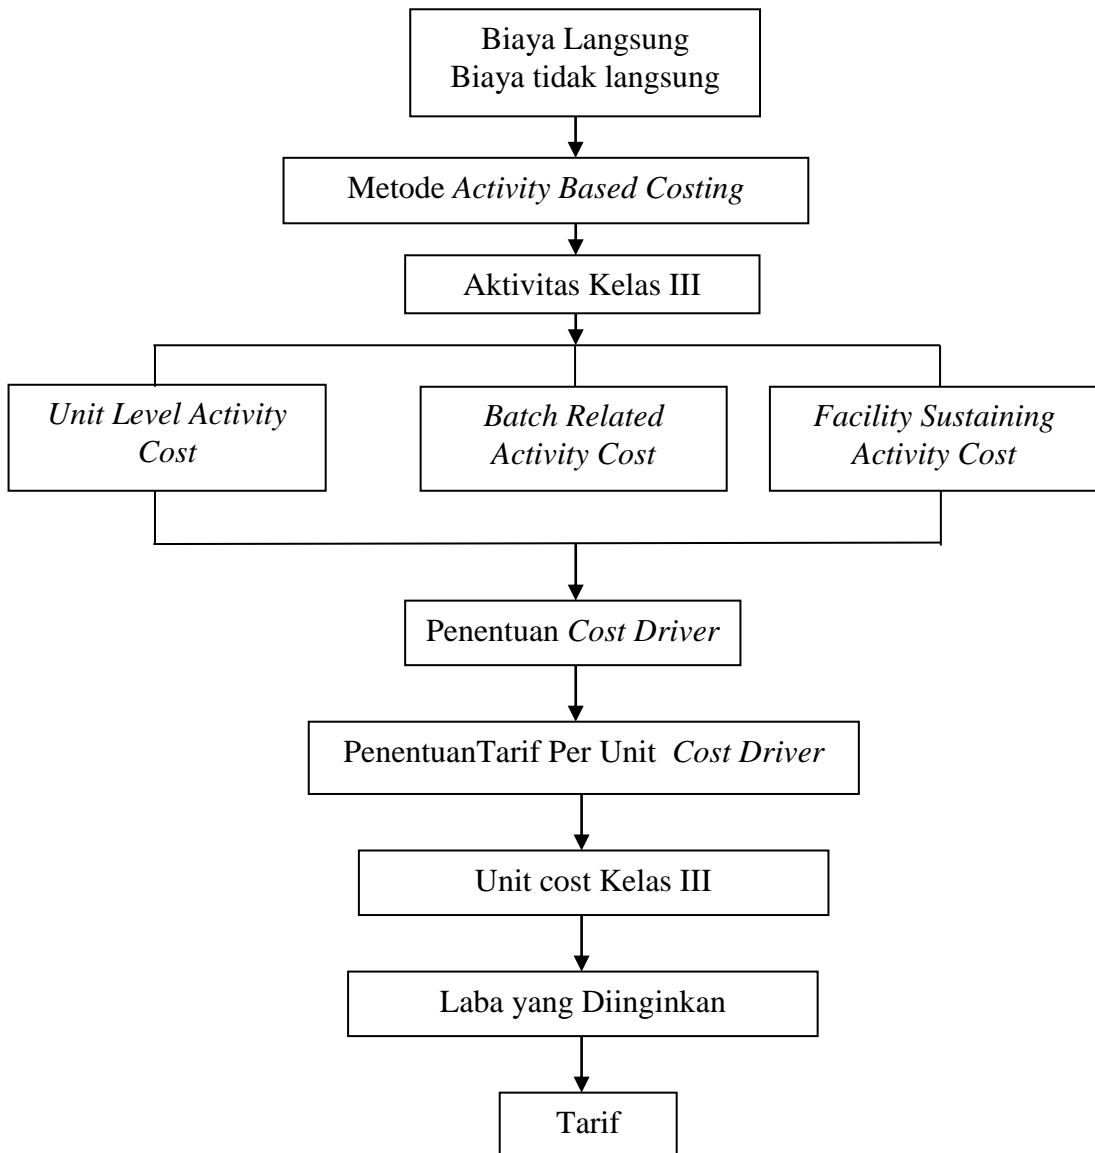 Biaya Langsung
Biaya tidak langsung
Metode Activity Based Costing
Aktivitas Kelas III
Unit Level Activity
Cost
Batch Related
Activity Cost
Facility Sustaining
Activity Cost
Penentuan Cost Driver
PenentuanTarif Per Unit  Cost Driver
Unit cost Kelas III
Laba yang Diinginkan
Tarif